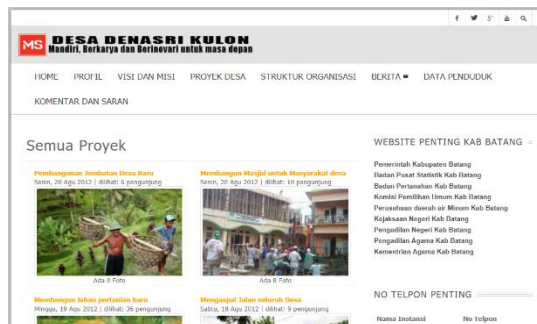 MS
DESA DENASRI KULON
Mandiri, Berkarya dan Berinovari untuk masa depan
HOME PROFIL VISI DAN MISI PROYEK DESA STRUKTUR ORGANISASI BERITA DATA PENDUDUK
KOMENTAR DAN SARAN
Semua Proyek
Pembangunan Jembatan Desa Baru
Senin, 20 Agu 2012 | dilihat: 6 pengunjung
Ada 0 Foto
Membangun Masjid untuk Masyarakat desa
Senin, 20 Agu 2012 | dilihat: 10 pengunjung
Ada 8 Foto
Membangun lahan pertanian baru
Minggu, 19 Agu 2012 | dilihat: 36 pengunjung
Mengaspal Jalan seluruh Desa
Sabtu, 18 Agu 2012 | dilihat: 9 pengunjung
WEBSITE PENTING KAB BATANG
Pemerintah Kabupaten Batang
Badan Pusat Statistik Kab Batang
Badan Pertanahan Kab Batang
Komisi Pemilihan Umum Kab Batang
Perusahaan daerah air Minum Kab Batang
Kejaksaan Negeri Kab Batang
Pengadilan Negeri Kab Batang
Pengadilan Agama Kab Batang
Kementrian Agama Kab Batang
NO TELPON PENTING
Nama Instansi No Telpon